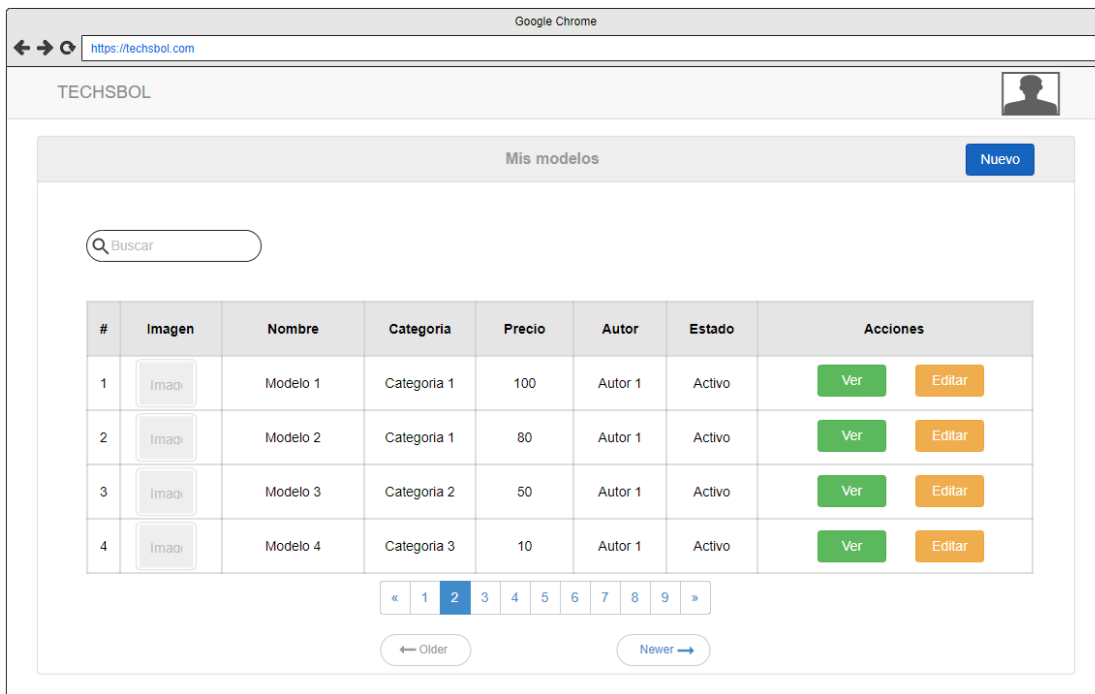 Google Chrome
https://techsbol.com
TECHSBOL
Mis modelos
Nuevo
Buscar
# Imagen Nombre Categoria Precio Autor Estado Acciones
1 Modelo 1 Categoria 1 100 Autor 1 Activo Ver Editar
2 Modelo 2 Categoria 1 80 Autor 1 Activo Ver Editar
3 Modelo 3 Categoria 2 50 Autor 1 Activo Ver Editar
4 Modelo 4 Categoria 3 10 Autor 1 Activo Ver Editar
« 1 2 3 4 5 6 7 8 9 »
Older Newer